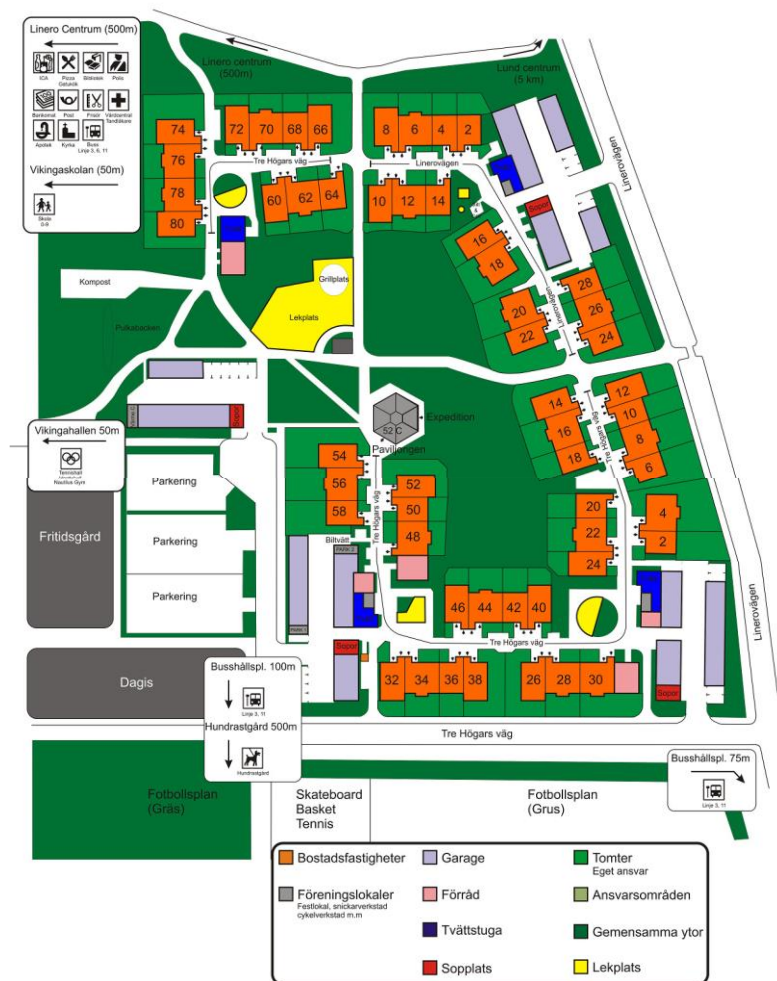 Linero Centrum (500m)
ICA
Pizza
Gatukök
Bibliotek
Polis
Bankomat
Post
Frisör
Vårdcentral
Tandläkare
Apotek
Kyrka
Buss
Linje 3, 6, 11
Vikingaskolan (50m)
Skola
0-9
Linero centrum
(500m)
Lund centrum
(5 km)
Linerovägen
74
76
78
80
72
70
68
66
Tre Högars väg
60
62
64
8
6
4
2
Linerovägen
10
12
14
Sopor
16
18
20
22
Linerovägen
28
26
24
Kompost
Pulkabacken
Grillplats
Lekplats
Sopor
Expedition
52 C
Paviljongen
Vikingahallen 50m
Tennishall
Nautilus Gym
Fritidsgård
Parkering
Parkering
Parkering
Dagis
54
56
58
Biltvätt
Tre Högars väg
52
50
48
14
16
18
Tre Högars väg
12
10
8
6
20
22
24
4
2
Linerovägen
46
44
42
40
Tre Högars väg
Sopor
32
34
36
38
26
28
30
Sopor
Busshållspl. 100m
Linje 3, 11
Hundrastgård 500m
Hundrastgård
Tre Högars väg
Busshållspl. 75m
Linje 3, 11
Fotbollsplan
(Gräs)
Skateboard
Basket
Tennis
Fotbollsplan
(Grus)
Bostadsfastigheter
Garage
Tomter
Eget ansvar
Föreningslokaler
Festlokal, snickarverkstad
cykelverkstad m.m
Förråd
Ansvarsområden
Tvättstuga
Gemensamma ytor
Sopplats
Lekplats